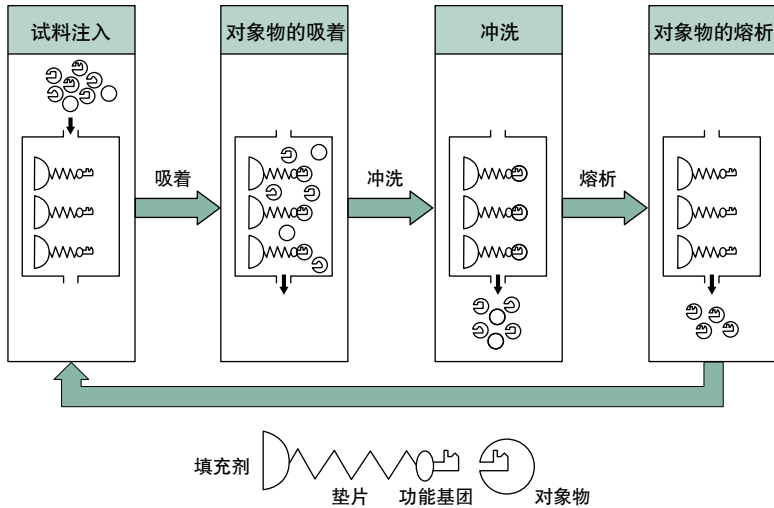 试料注入
对象物的吸着
冲洗
对象物的熔析
吸着
冲洗
熔析
填充剂
垫片
功能基团
对象物